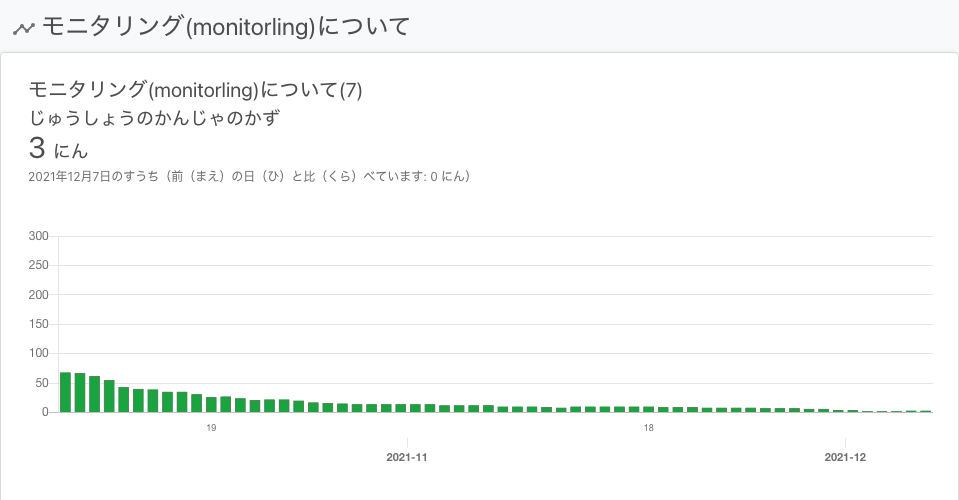 モニタリング(monitorling)について
モニタリング(monitorling)について(7)
じゅうしょうのかんじゃのかず
3 にん
2021年12月7日のすうち（前（まえ）の日（ひ）と比（くら）べています: 0 にん）
300
250
200
150
100
50
0
19 18
2021-11 2021-12